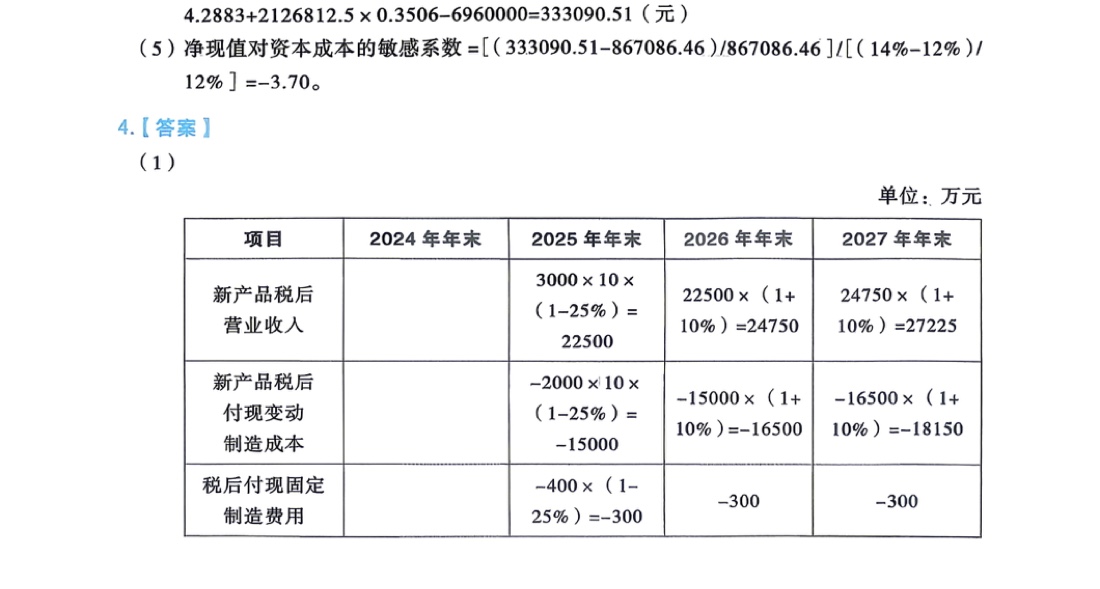 4.2883+2126812.5×0.3506-6960000=333090.51（元）
（5）净现值对资本成本的敏感系数=[（333090.51-867086.46）/867086.46]/[（14%-12%）/
12%]=-3.70。
4.【答案】
（1）
单位：万元
项目 2024年年末 2025年年末 2026年年末 2027年年末
新产品税后
营业收入
3000×10×
（1-25%）=
22500
22500×（1+
10%）=24750
24750×（1+
10%）=27225
新产品税后
付现变动
制造成本
-2000×10×
（1-25%）=
-15000
-15000×（1+
10%）=-16500
-16500×（1+
10%）=-18150
税后付现固定
制造费用
-400×（1-
25%）=-300
-300
-300